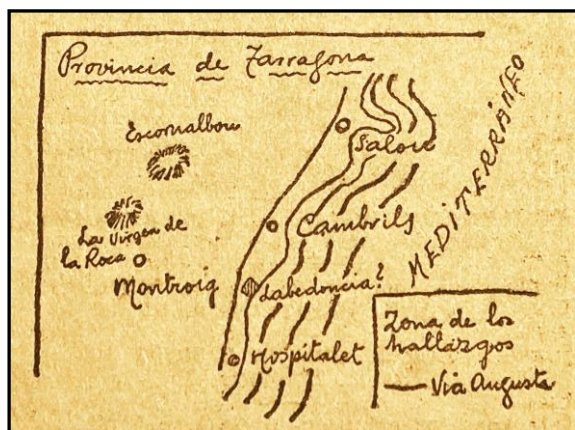 Provincia de Tarragona
Escornalbou
Salou
La Virgen de
la Roca
Cambrils
MEDITERRÁNEO
Montroig
Labedoncia?
Hospitalet
Zona de los
hallazgos
Via Augusta